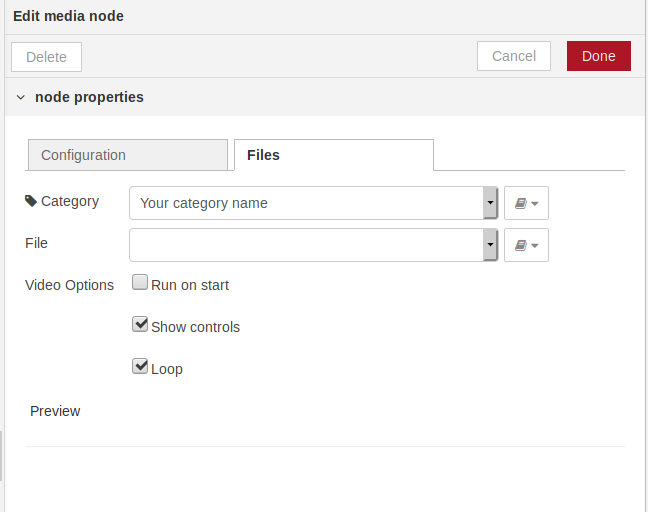 Edit media node
Delete
Cancel
Done
node properties
Configuration
Files
Category
Your category name
File
Video Options
Run on start
Show controls
Loop
Preview